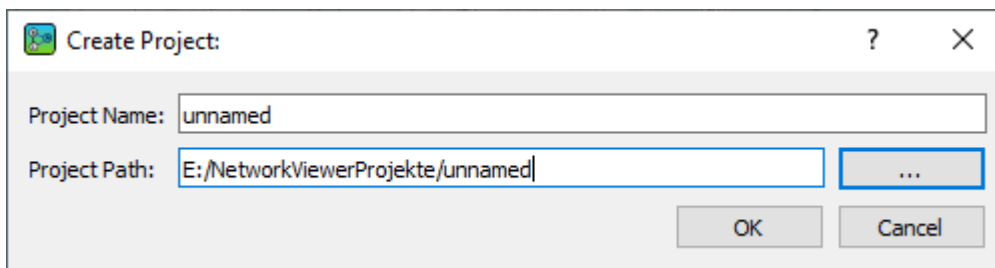 Create Project:
?
Project Name: unnamed
Project Path: E:/NetworkViewerProjekte/unnamed ...
OK Cancel